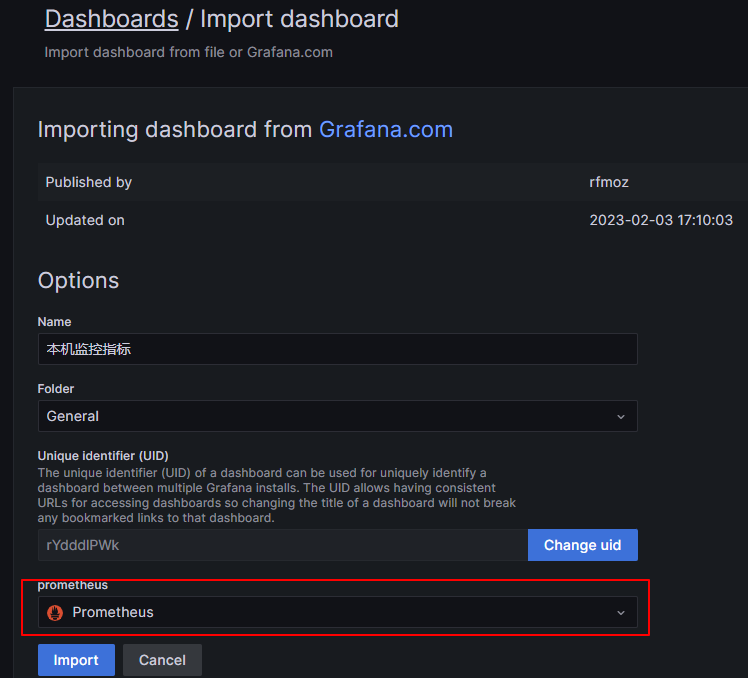 Dashboards / Import dashboard
Import dashboard from file or Grafana.com
Importing dashboard from Grafana.com
Published by rfmoz
Updated on 2023-02-03 17:10:03
Options
Name
本机监控指标
Folder
General
Unique identifier (UID)
The unique identifier (UID) of a dashboard can be used for uniquely identify a
dashboard between multiple Grafana installs. The UID allows having consistent
URLs for accessing dashboards so changing the title of a dashboard will not break
any bookmarked links to that dashboard.
rYdddlPWk Change uid
prometheus
Prometheus
Import Cancel